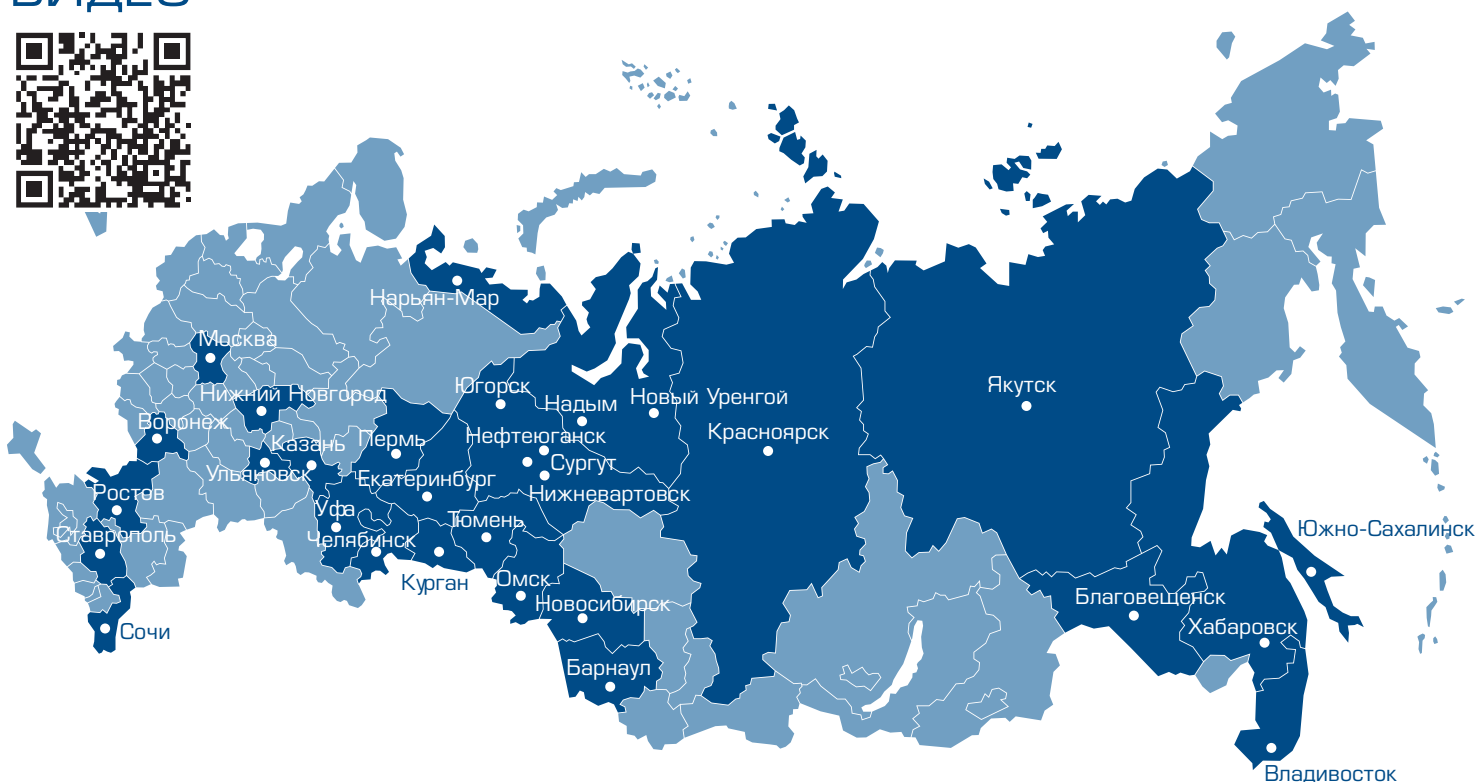 ВИДЕО
Нарьян-Мар
Москва
Нижний Новгород
Воронеж
Казань
Ульяновск
Пермь
Югорск
Надым
Новый Уренгой
Нефтеюганск
Сургут
Нижневартовск
Красноярск
Якутск
Екатеринбург
Ростов
Ставрополь
Уфа
Тюмень
Челябинск
Курган
Омск
Новосибирск
Барнаул
Сочи
Южно-Сахалинск
Благовещенск
Хабаровск
Владивосток